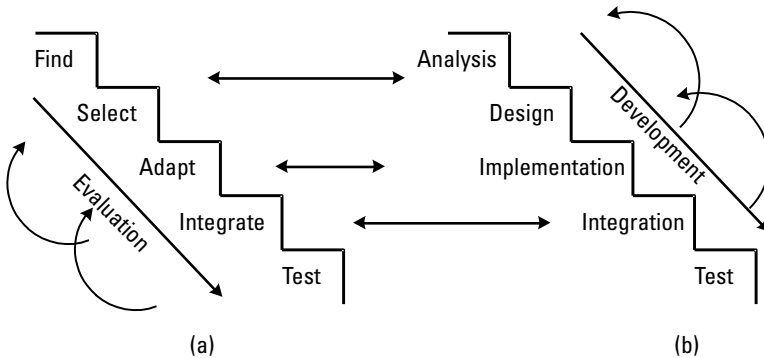 Find
Analysis
Select
Design
Development
Adapt
Implementation
Evaluation
Integrate
Integration
Test
Test
(a)
(b)